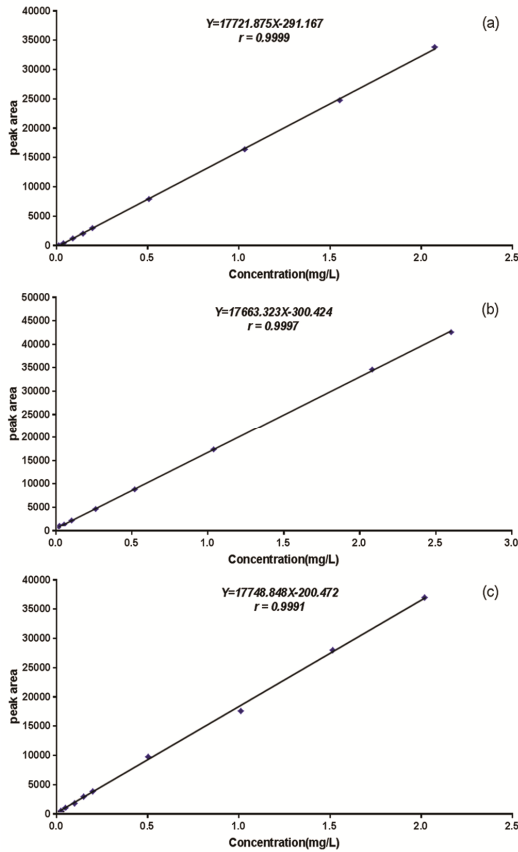 Y=17721.875X-291.167
r = 0.9999
(a)
40000
35000
30000
25000
20000
15000
10000
5000
0
peak area
0.0 0.5 1.0 1.5 2.0 2.5
Concentration(mg/L)
Y=17663.323X-300.424
r = 0.9997
(b)
50000
45000
40000
35000
30000
25000
20000
15000
10000
5000
0
peak area
0.0 0.5 1.0 1.5 2.0 2.5 3.0
Concentration(mg/L)
Y=17748.848X-200.472
r = 0.9991
(c)
40000
35000
30000
25000
20000
15000
10000
5000
0
peak area
0.0 0.5 1.0 1.5 2.0 2.5
Concentration(mg/L)